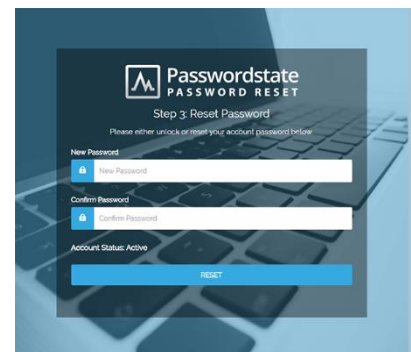 Passwordstate
PASSWORD RESET
Step 3: Reset Password
Please either unlock or reset your account password below
New Password
New Password
Confirm Password
Confirm Password
Account Status: Active
RESET